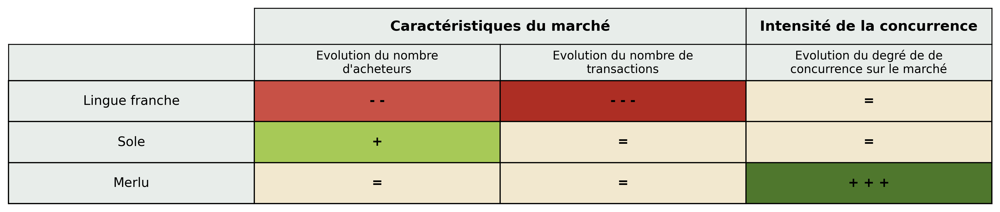 Caractéristiques du marché
Intensité de la concurrence
Evolution du nombre
d'acheteurs
Evolution du nombre de
transactions
Evolution du degré de de
concurrence sur le marché
Lingue franche
- -
- - -
=
Sole
+
=
=
Merlu
=
=
+ + +